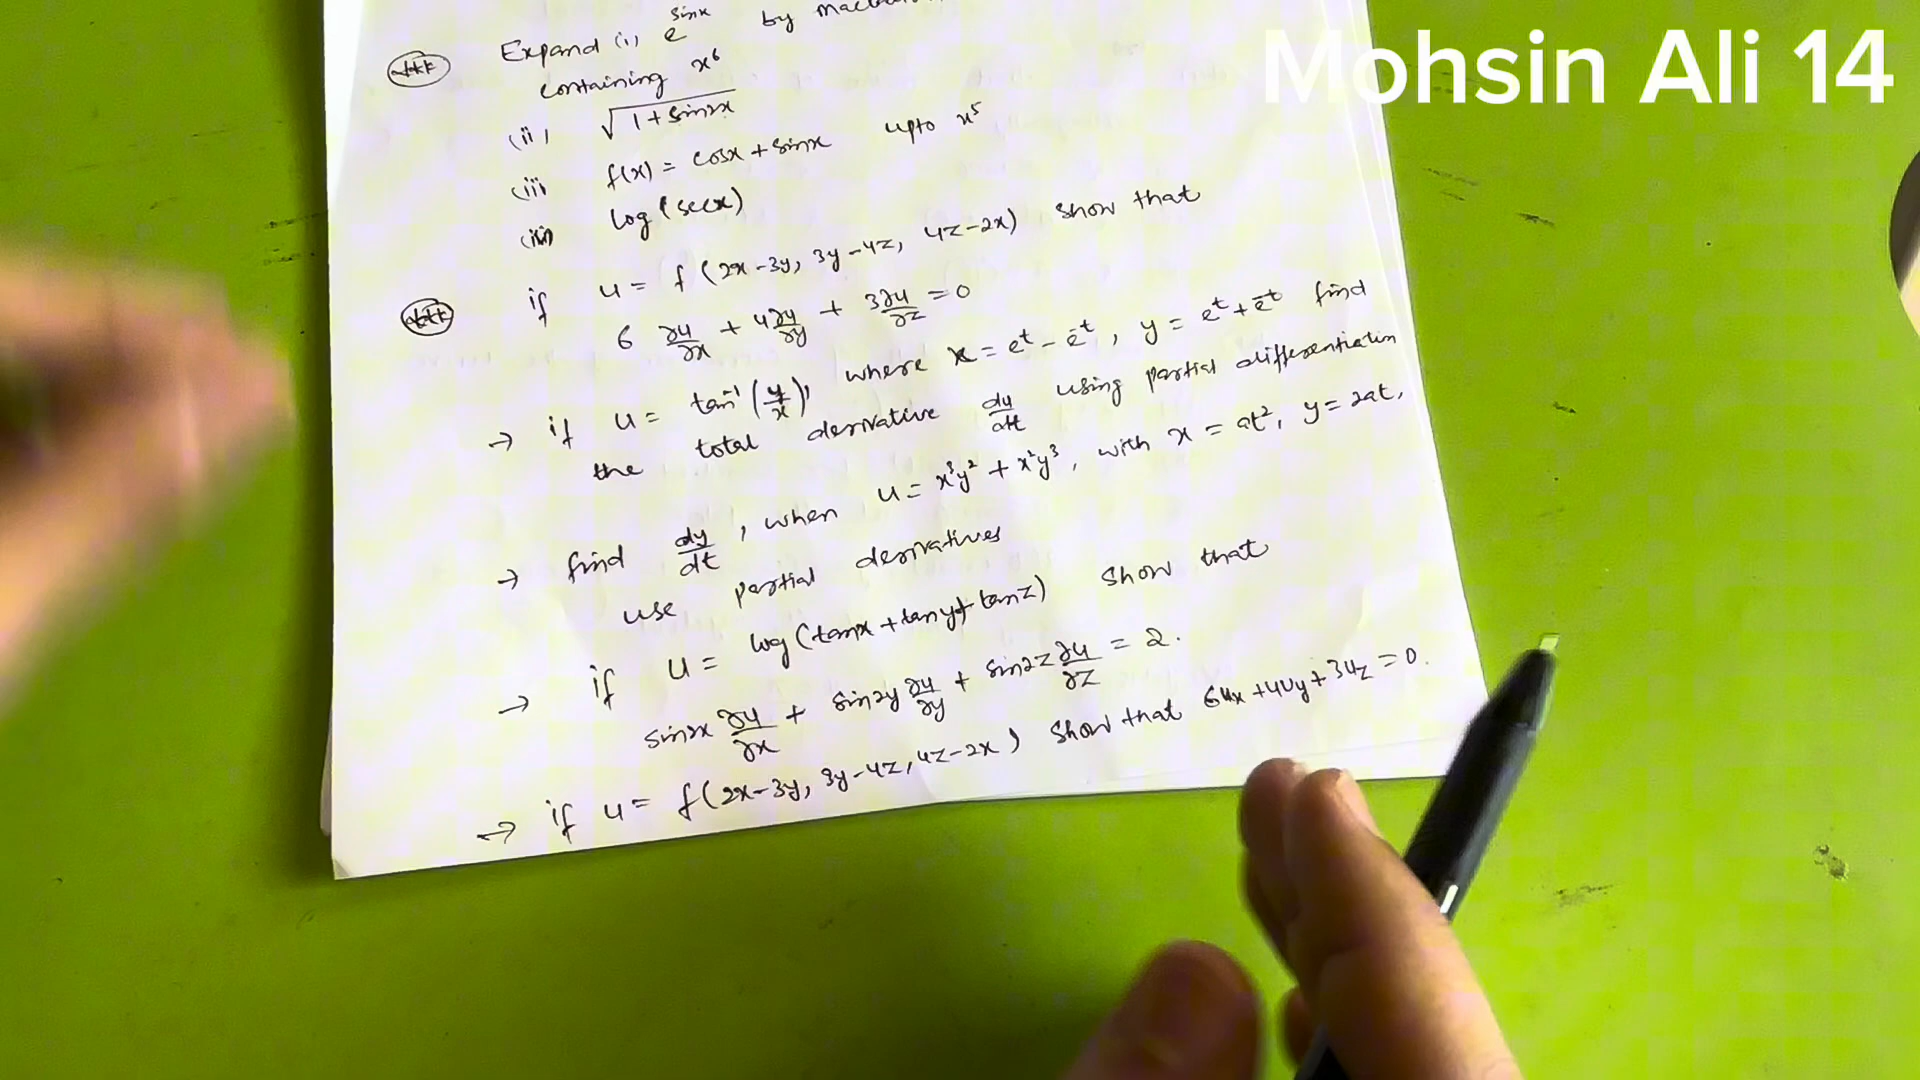 Mohsin Ali 14
*** Expand (i) e^sinx by
containing x⁶
(ii) √(1+sin2x)
(iii) f(x) = cosx + sinx upto x⁵
log(secx)
*** if u = f(2x-3y, 3y-4z, 4z-2x) show that
6 ∂u/∂x + 4∂u/∂y + 3∂u/∂z = 0
→ if u = tan⁻¹(y/x), where x = e^t - e^-t, y = e^t + e^-t find
the total derivative du/dt using partial differentiation
→ find dy/dt, when u = x³y² + x²y³, with x = at², y = 2at,
use partial derivatives
→ if u = log(tanx + tany + tanz) show that
sin2x ∂u/∂x + sin2y ∂u/∂y + sin2z ∂u/∂z = 2.
→ if u = f(2x-3y, 3y-4z, 4z-2x) show that 6ux + 4uy + 3uz = 0.